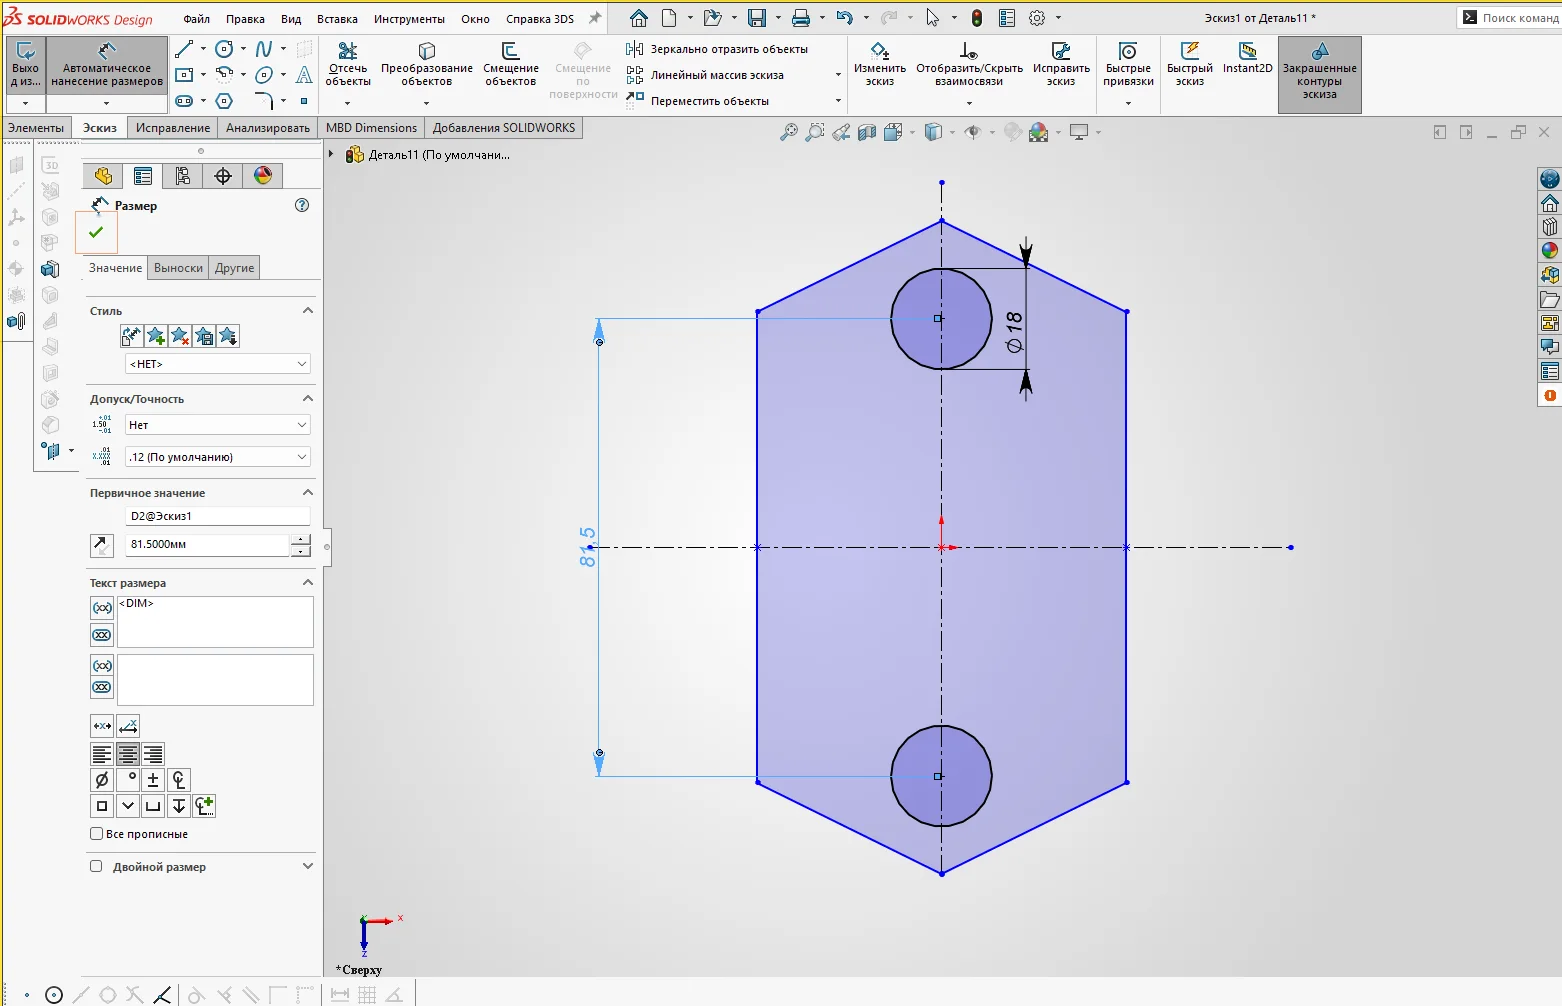 SOLIDWORKS Design
Файл Правка Вид Вставка Инструменты Окно Справка 3DS
Эскиз1 от Деталь11 *
Поиск команд
Выхо
д из...
Автоматическое
нанесение размеров
Отсечь
объекты
Преобразование
объектов
Смещение
объектов
Смещение
по
поверхности
Зеркально отразить объекты
Линейный массив эскиза
Переместить объекты
Изменить
эскиз
Отобразить/Скрыть
взаимосвязи
Исправить
эскиз
Быстрые
привязки
Быстрый
эскиз
Instant2D
Закрашенные
контуры
эскиза
Элементы Эскиз Исправление Анализировать MBD Dimensions Добавления SOLIDWORKS
Деталь11 (По умолчани...
3D
Размер
Значение Выноски Другие
Стиль
<НЕТ>
Допуск/Точность
Нет
.12 (По умолчанию)
Первичное значение
D2@Эскиз1
81.5000мм
Текст размера
<DIM>
Все прописные
Двойной размер
∅18
81,5
x
z
*Сверху